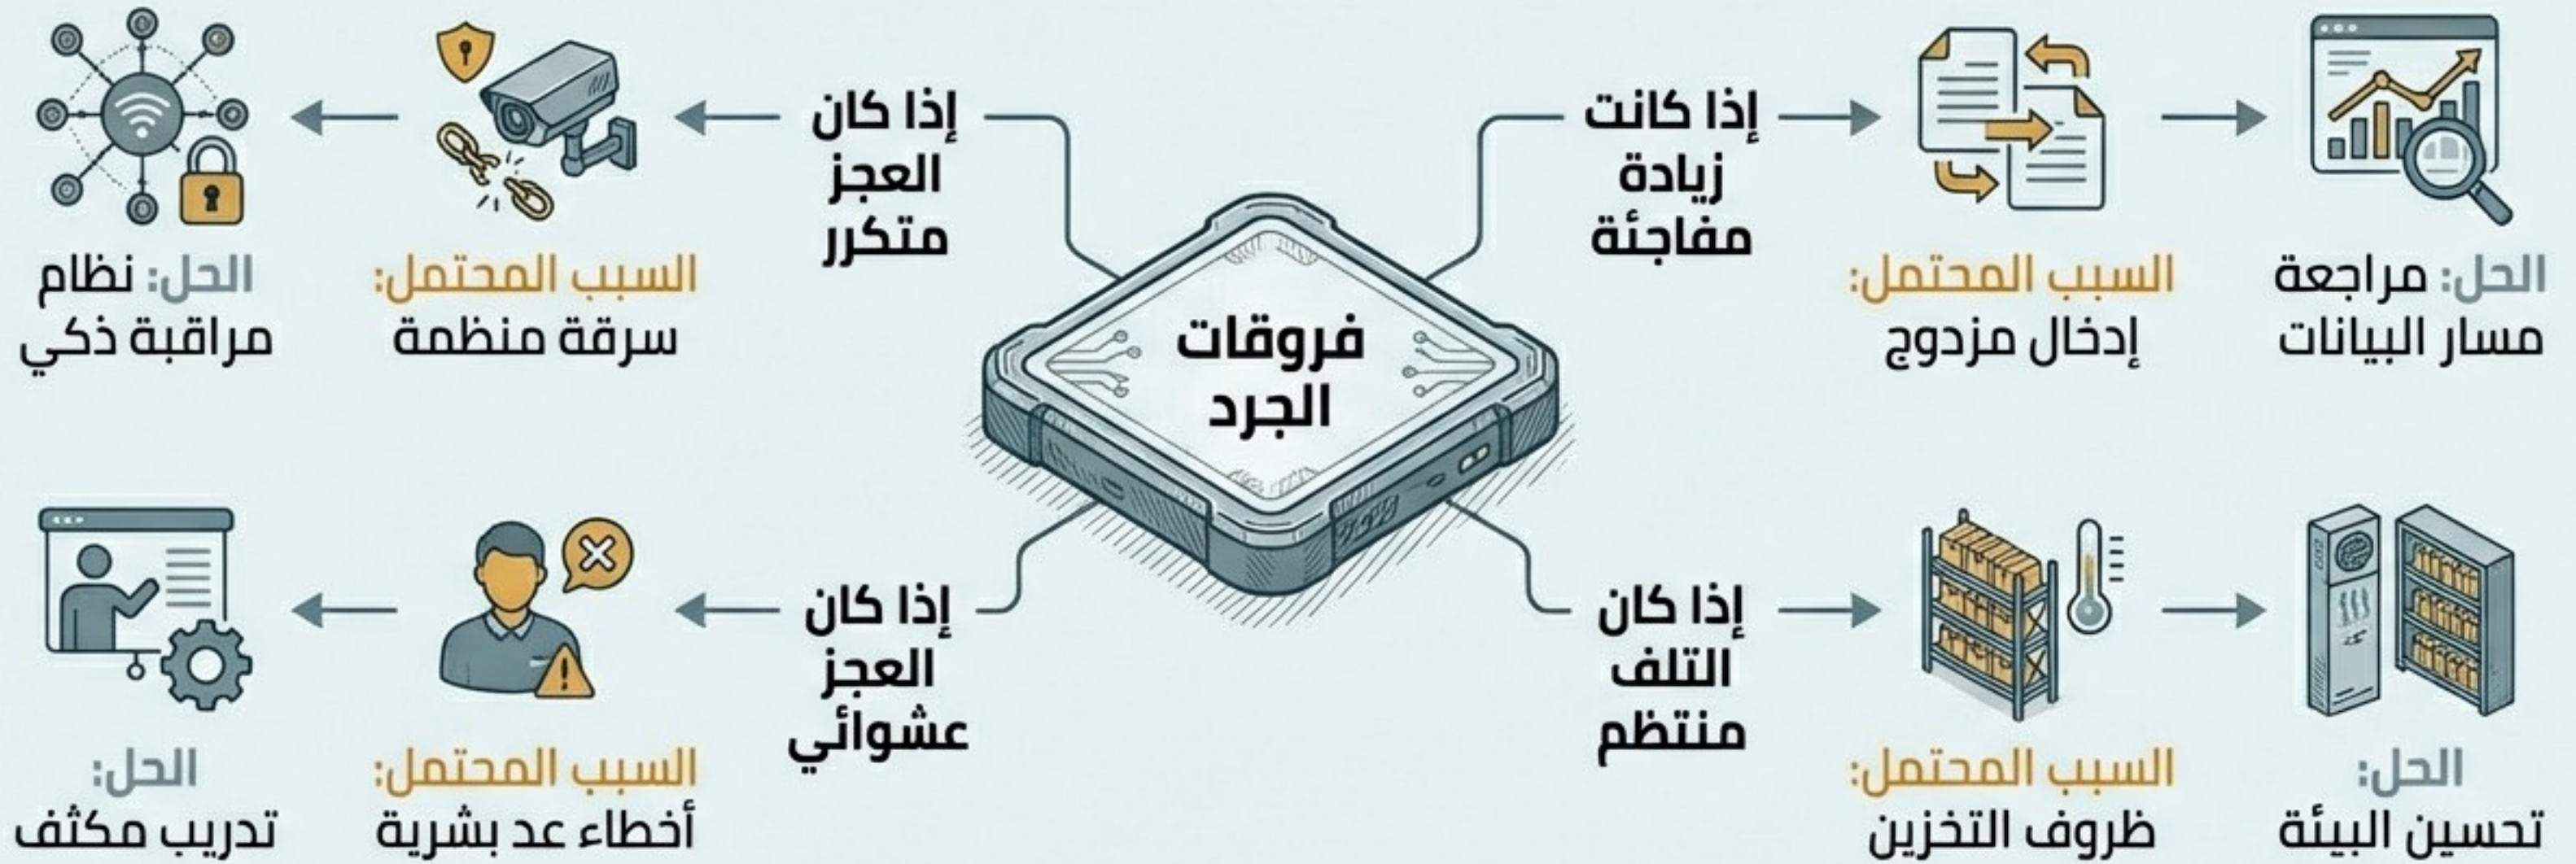 فروقات
الجرد
إذا كانت
زيادة
مفاجئة
السبب المحتمل:
إدخال مزدوج
الحل: مراجعة
مسار البيانات
إذا كان
العجز
متكرر
السبب المحتمل:
سرقة منظمة
الحل: نظام
مراقبة ذكي
إذا كان
التلف
منتظم
السبب المحتمل:
ظروف التخزين
الحل:
تحسين البيئة
إذا كان
العجز
عشوائي
السبب المحتمل:
أخطاء عد بشرية
الحل:
تدريب مكثف